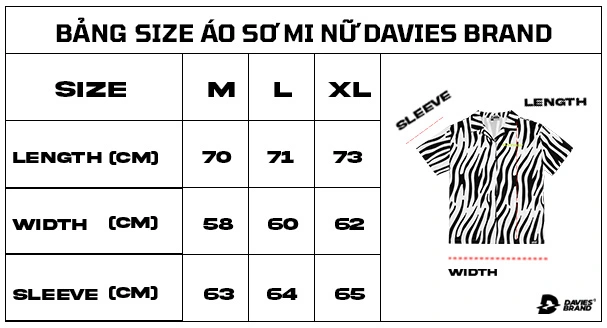 BẢNG SIZE ÁO SƠ MI NỮ DAVIES BRAND
SIZE M L XL
LENGTH (CM) 70 71 73
WIDTH (CM) 58 60 62
SLEEVE (CM) 63 64 65
SLEEVE
LENGTH
WIDTH
DAVIES®
BRAND